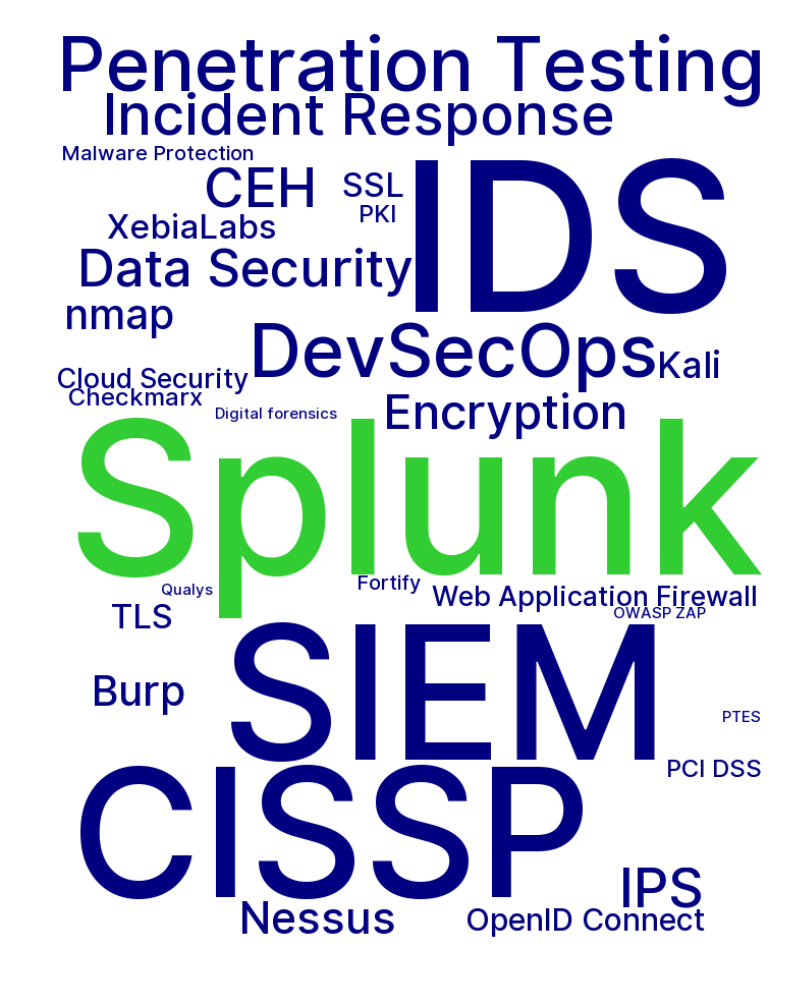 Penetration Testing
Incident Response
Malware Protection
CEH
SSL
IDS
PKI
XebiaLabs
Data Security
nmap
DevSecOps
Kali
Cloud Security
Checkmarx
Digital forensics
Encryption
Splunk
Qualys
Fortify
Web Application Firewall
TLS
OWASP ZAP
SIEM
Burp
PTES
PCI DSS
CISSP
IPS
Nessus
OpenID Connect